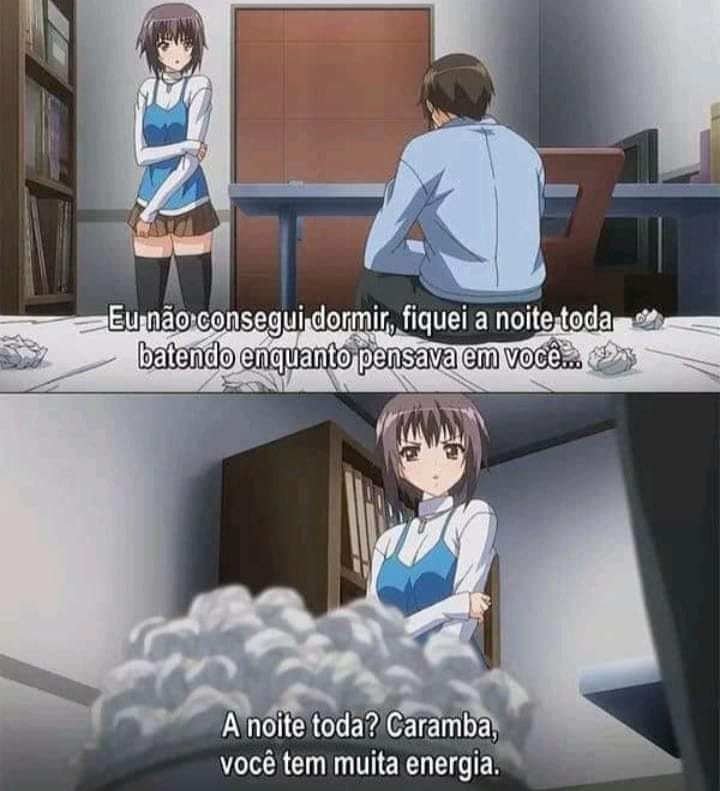 Eu não consegui dormir, fiquei a noite toda
batendo enquanto pensava em você...
A noite toda? Caramba,
você tem muita energia.